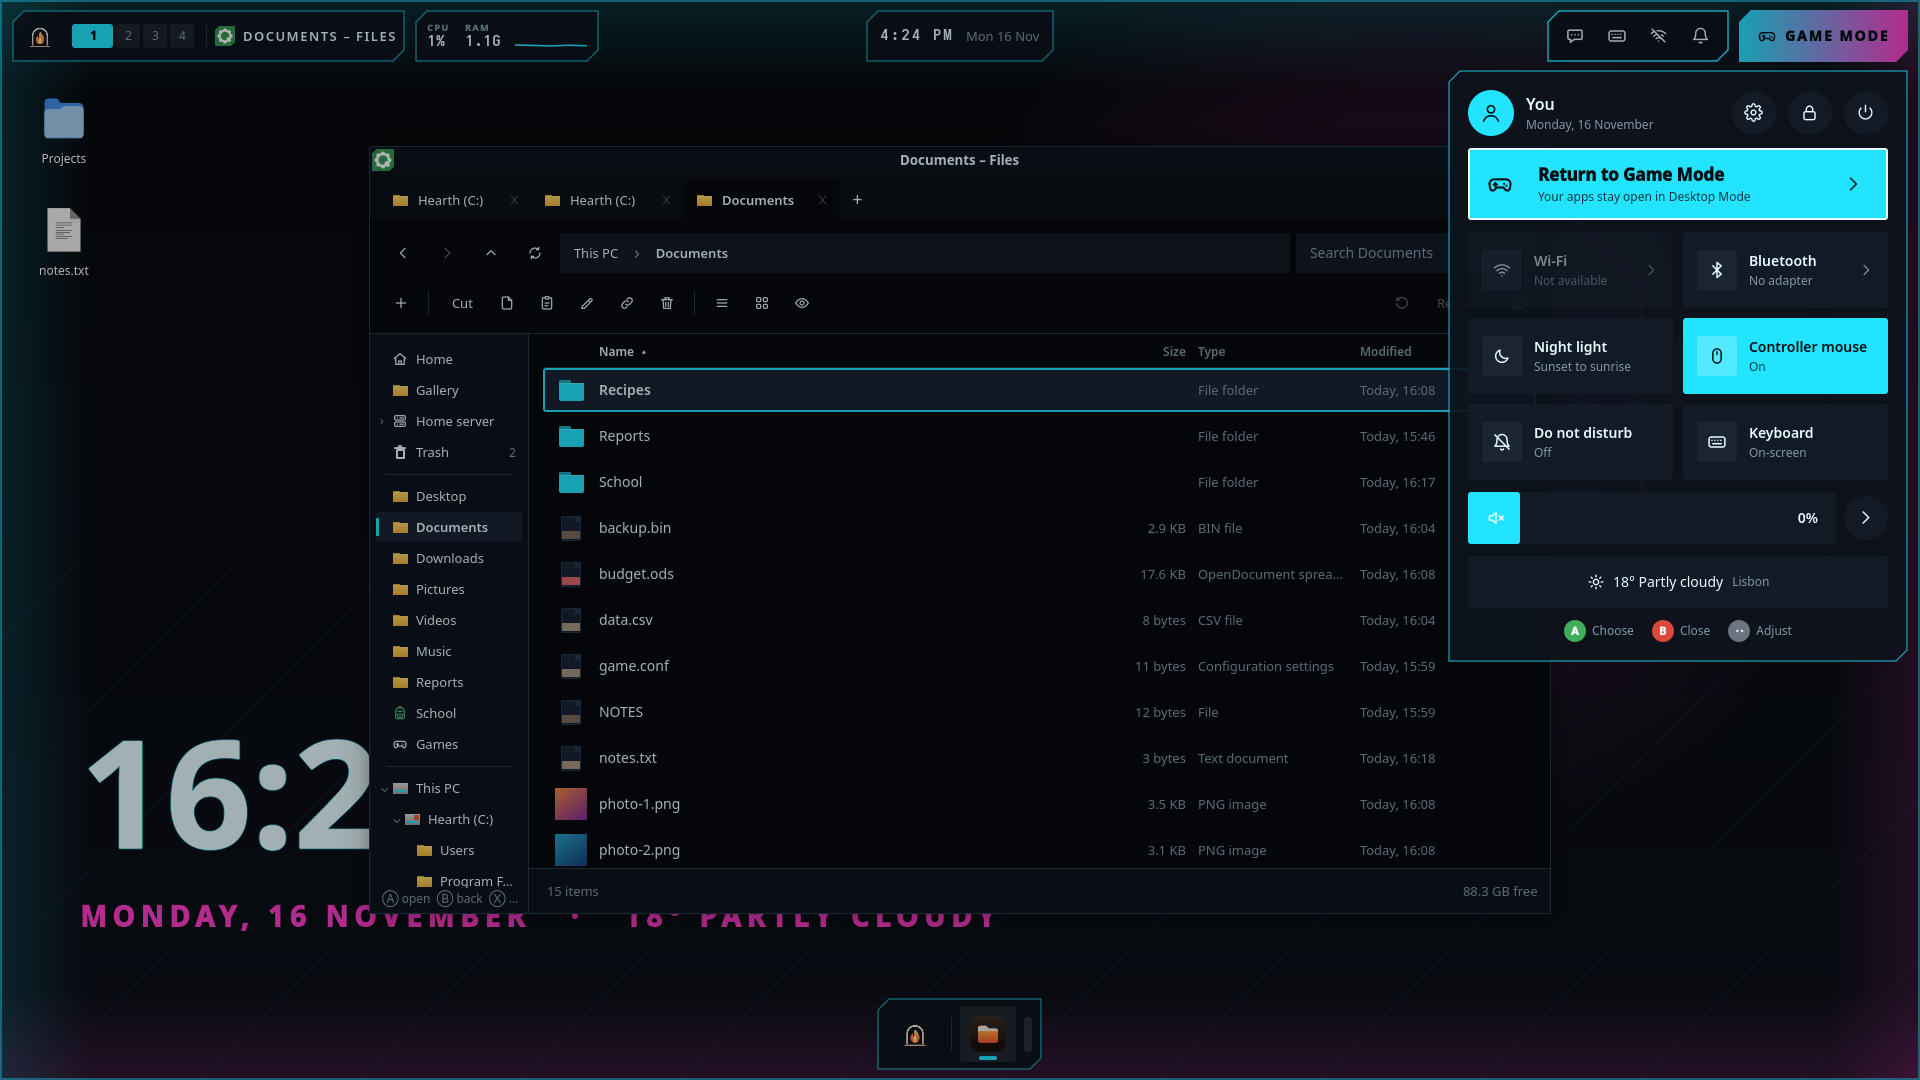 1 2 3 4 DOCUMENTS – FILES
CPU RAM
1% 1.1G
4:24 PM Mon 16 Nov
GAME MODE
Projects
notes.txt
Documents – Files
Hearth (C:) X Hearth (C:) X Documents X +
This PC › Documents
Search Documents
Cut
Home
Gallery
Home server
Trash 2
Desktop
Documents
Downloads
Pictures
Videos
Music
Reports
School
Games
This PC
Hearth (C:)
Users
Program F...
A open B back X ...
Name Size Type Modified
Recipes File folder Today, 16:08
Reports File folder Today, 15:46
School File folder Today, 16:17
backup.bin 2.9 KB BIN file Today, 16:04
budget.ods 17.6 KB OpenDocument sprea... Today, 16:08
data.csv 8 bytes CSV file Today, 16:04
game.conf 11 bytes Configuration settings Today, 15:59
NOTES 12 bytes File Today, 15:59
notes.txt 3 bytes Text document Today, 16:18
photo-1.png 3.5 KB PNG image Today, 16:08
photo-2.png 3.1 KB PNG image Today, 16:08
15 items 88.3 GB free
16:2
MONDAY, 16 NOVEMBER · 18° PARTLY CLOUDY
You
Monday, 16 November
Return to Game Mode
Your apps stay open in Desktop Mode
Wi-Fi
Not available
Bluetooth
No adapter
Night light
Sunset to sunrise
Controller mouse
On
Do not disturb
Off
Keyboard
On-screen
0%
18° Partly cloudy Lisbon
A Choose B Close Adjust